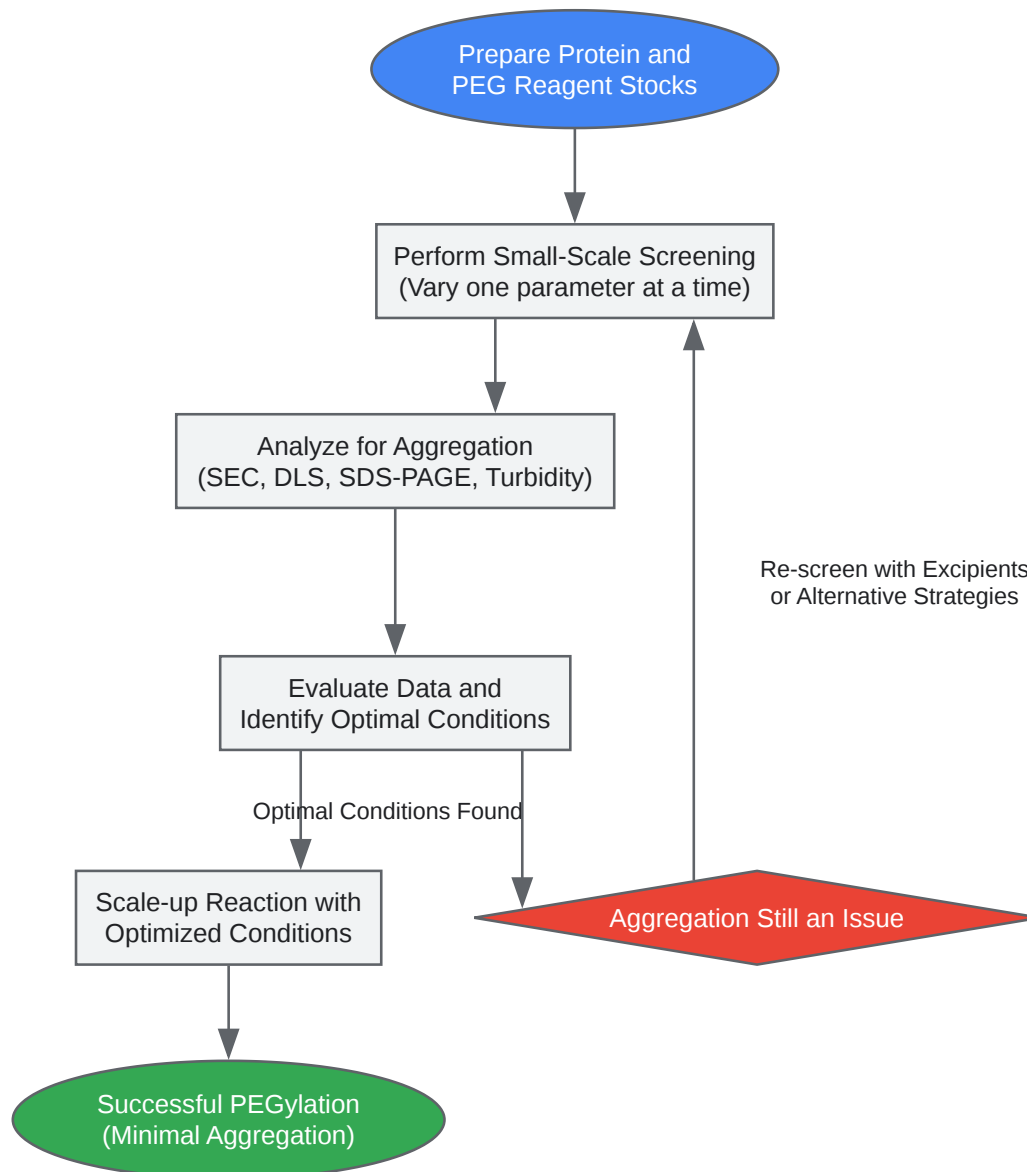 Prepare Protein and
PEG Reagent Stocks
Perform Small-Scale Screening
(Vary one parameter at a time)
Analyze for Aggregation
(SEC, DLS, SDS-PAGE, Turbidity)
Re-screen with Excipients
or Alternative Strategies
Evaluate Data and
Identify Optimal Conditions
Optimal Conditions Found
Scale-up Reaction with
Optimized Conditions
Aggregation Still an Issue
Successful PEGylation
(Minimal Aggregation)